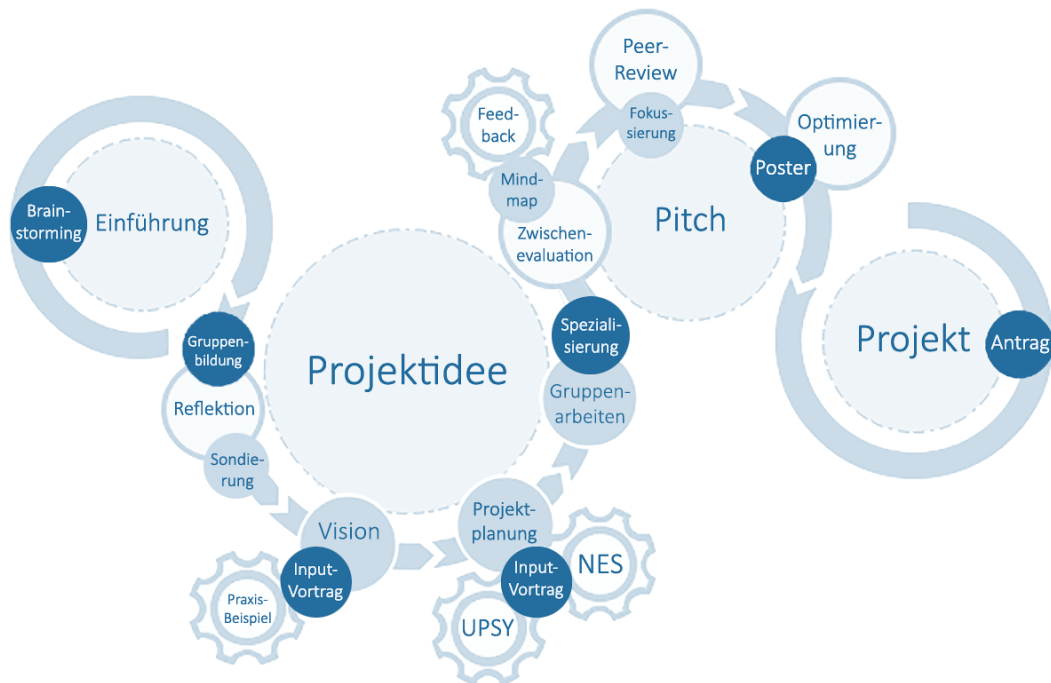 Brain-
storming
Einführung
Gruppen-
bildung
Reflektion
Sondie-
rung
Vision
Input-
Vortrag
Praxis-
Beispiel
Projektidee
Projekt-
planung
Input-
Vortrag
UPSY
NES
Gruppen-
arbeiten
Speziali-
sierung
Zwischen-
evaluation
Mind-
map
Feed-
back
Pitch
Fokus-
sierung
Peer-
Review
Poster
Optimier-
ung
Projekt
Antrag